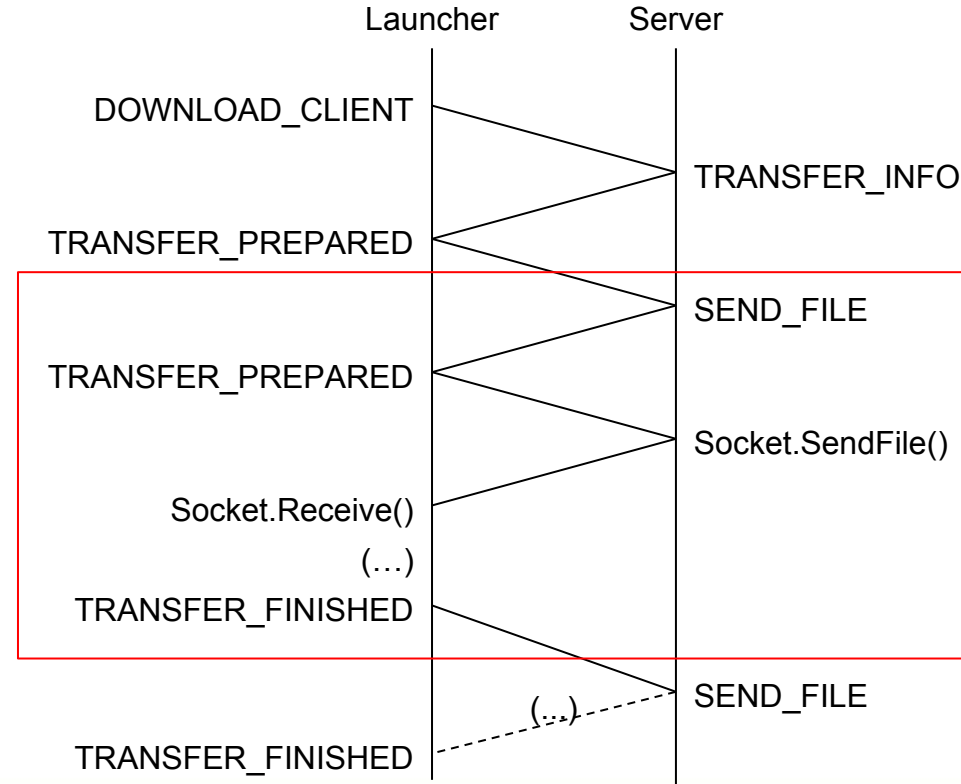 Launcher Server
DOWNLOAD_CLIENT
TRANSFER_INFO
TRANSFER_PREPARED
SEND_FILE
TRANSFER_PREPARED
Socket.SendFile()
Socket.Receive()
(…)
TRANSFER_FINISHED
SEND_FILE
(...)
TRANSFER_FINISHED